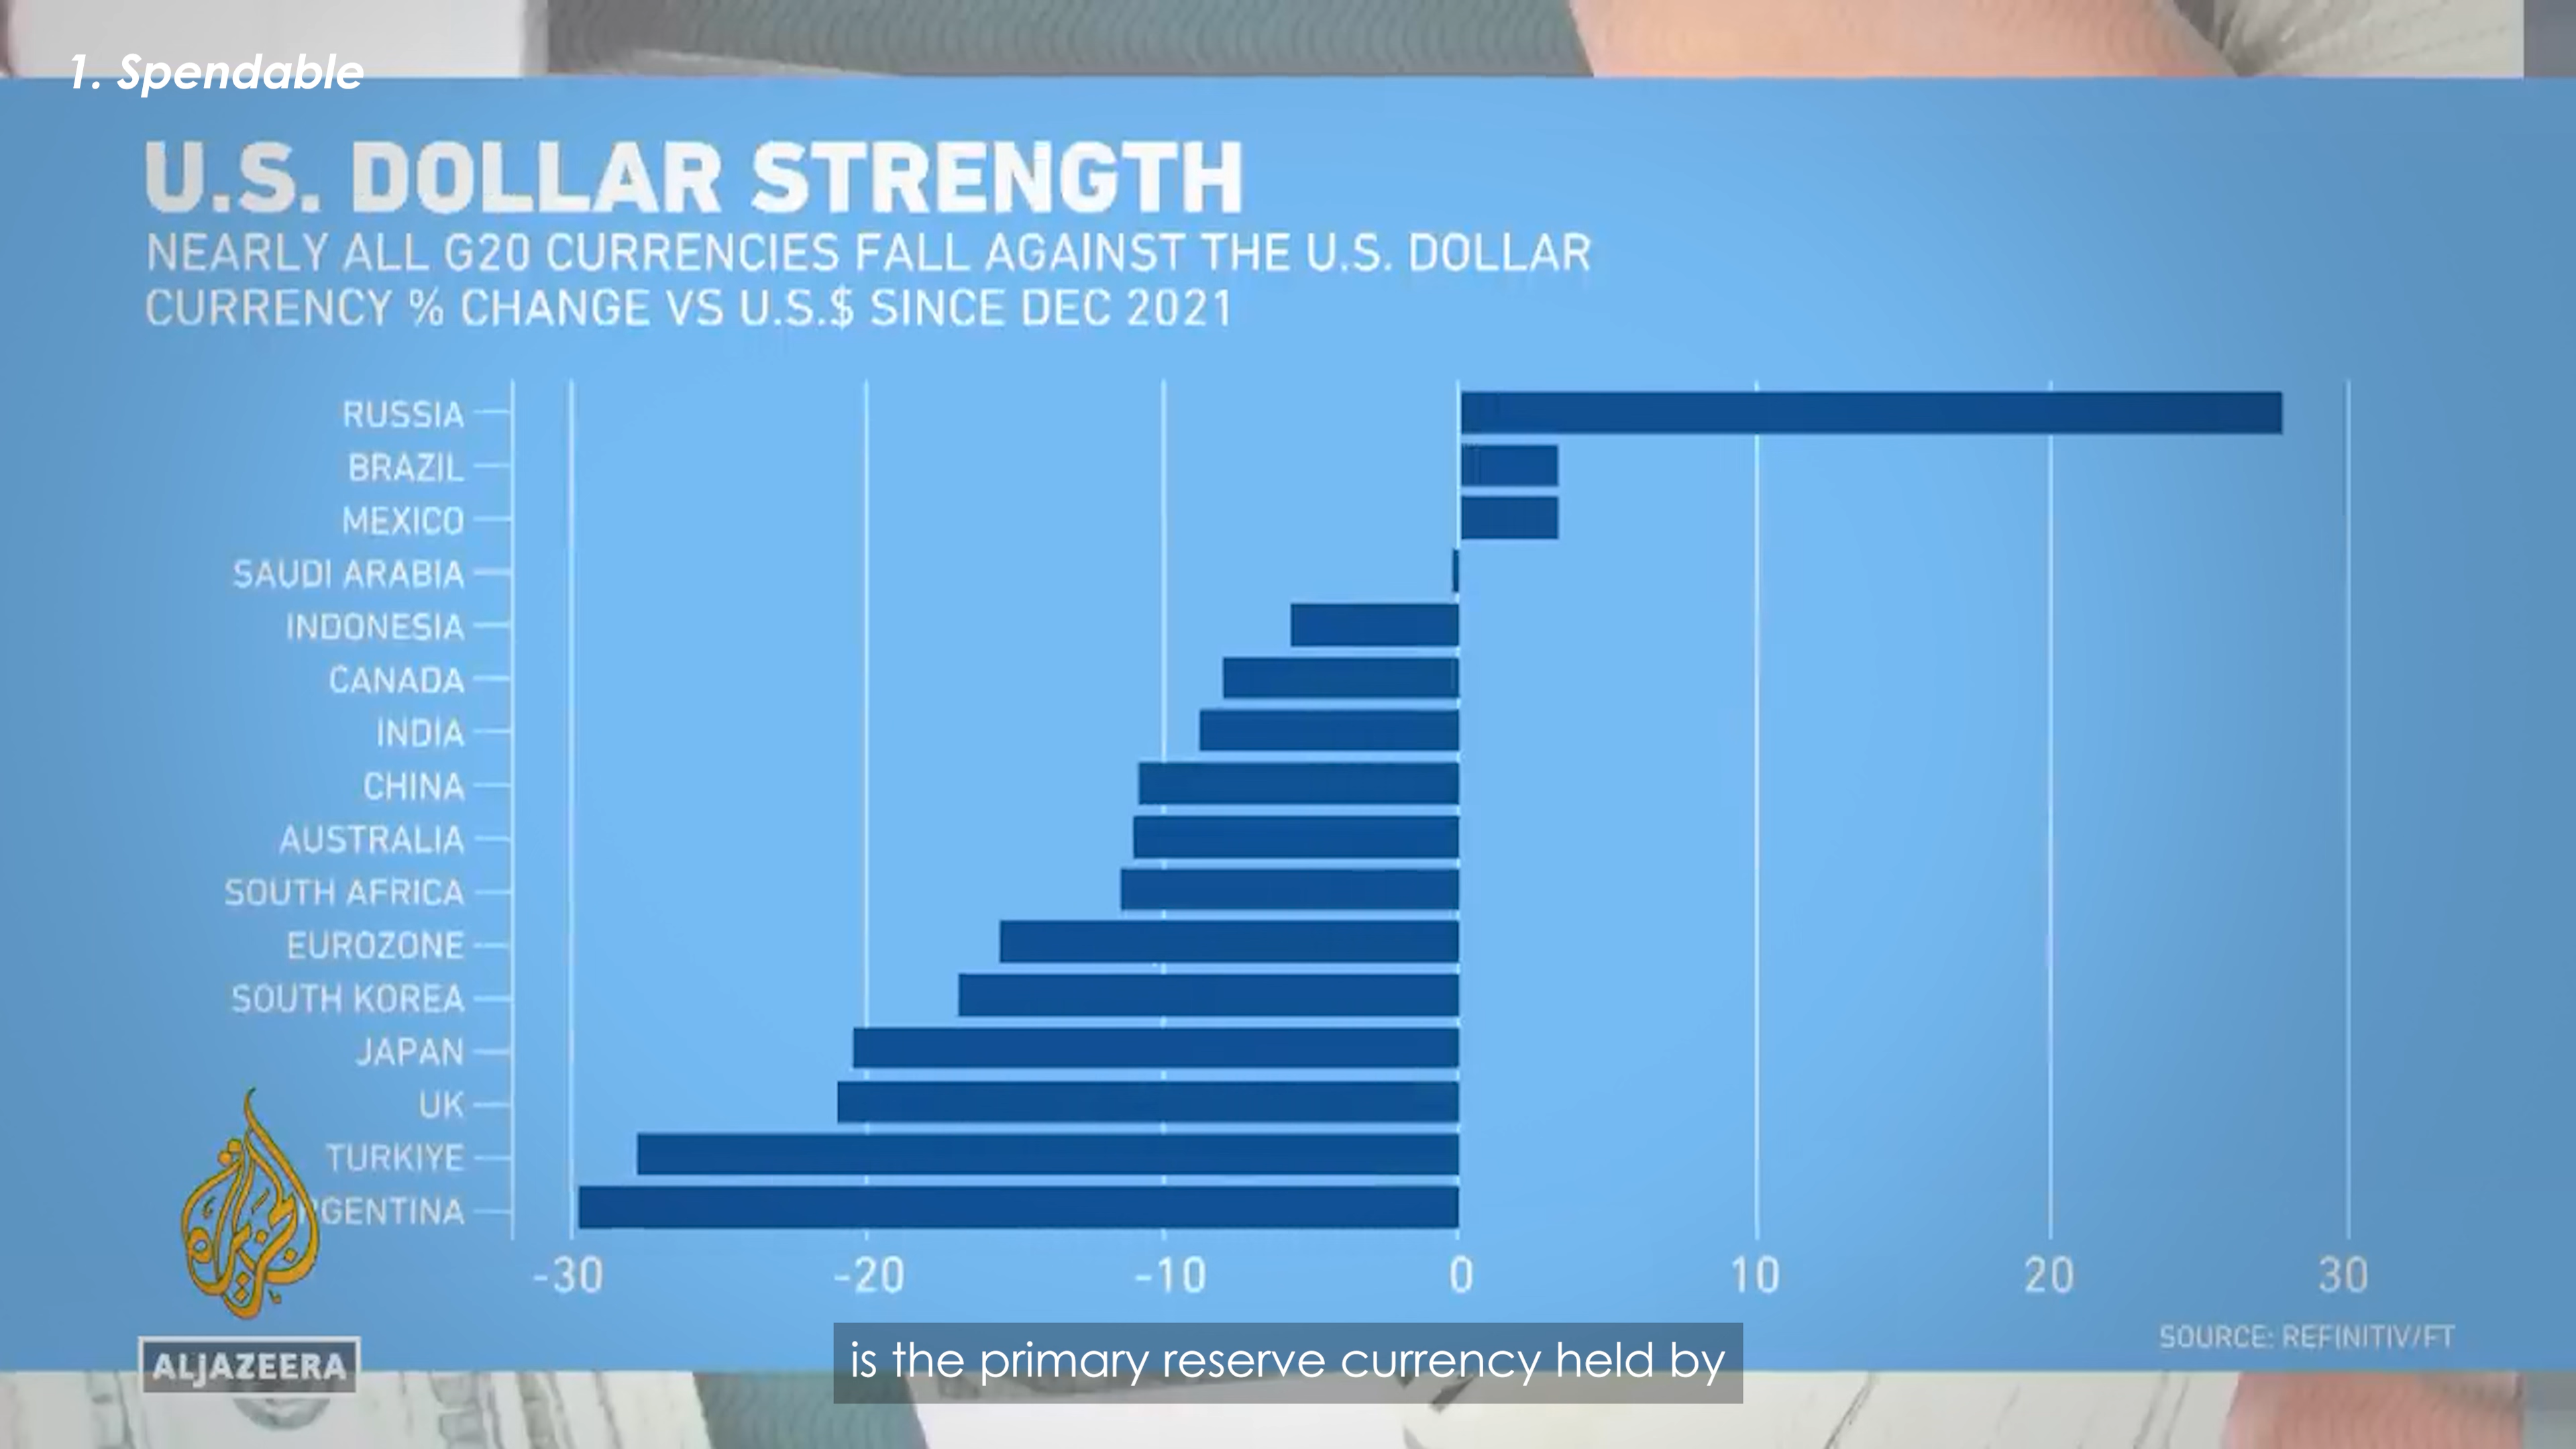 1. Spendable
U.S. DOLLAR STRENGTH
NEARLY ALL G20 CURRENCIES FALL AGAINST THE U.S. DOLLAR
CURRENCY % CHANGE VS U.S.$ SINCE DEC 2021
RUSSIA
BRAZIL
MEXICO
SAUDI ARABIA
INDONESIA
CANADA
INDIA
CHINA
AUSTRALIA
SOUTH AFRICA
EUROZONE
SOUTH KOREA
JAPAN
UK
TURKIYE
RGENTINA
-30 -20 -10 0 10 20 30
SOURCE: REFINITIV/FT
الجزيرة
ALJAZEERA
is the primary reserve currency held by